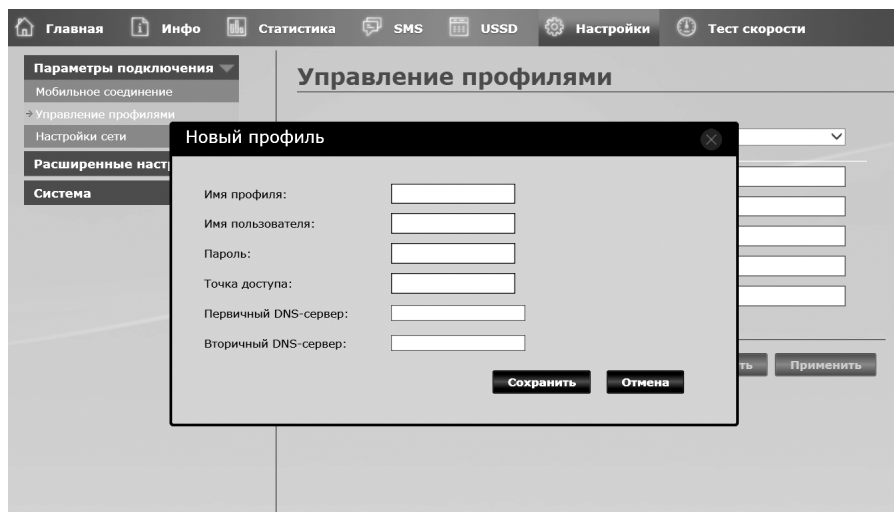 Главная Инфо Статистика SMS USSD Настройки Тест скорости
Параметры подключения
Мобильное соединение
Управление профилями
Настройки сети
Расширенные
Система
Управление профилями
Новый профиль
Имя профиля:
Имя пользователя:
Пароль:
Точка доступа:
Первичный DNS-сервер:
Вторичный DNS-сервер:
Сохранить Отмена
Применить